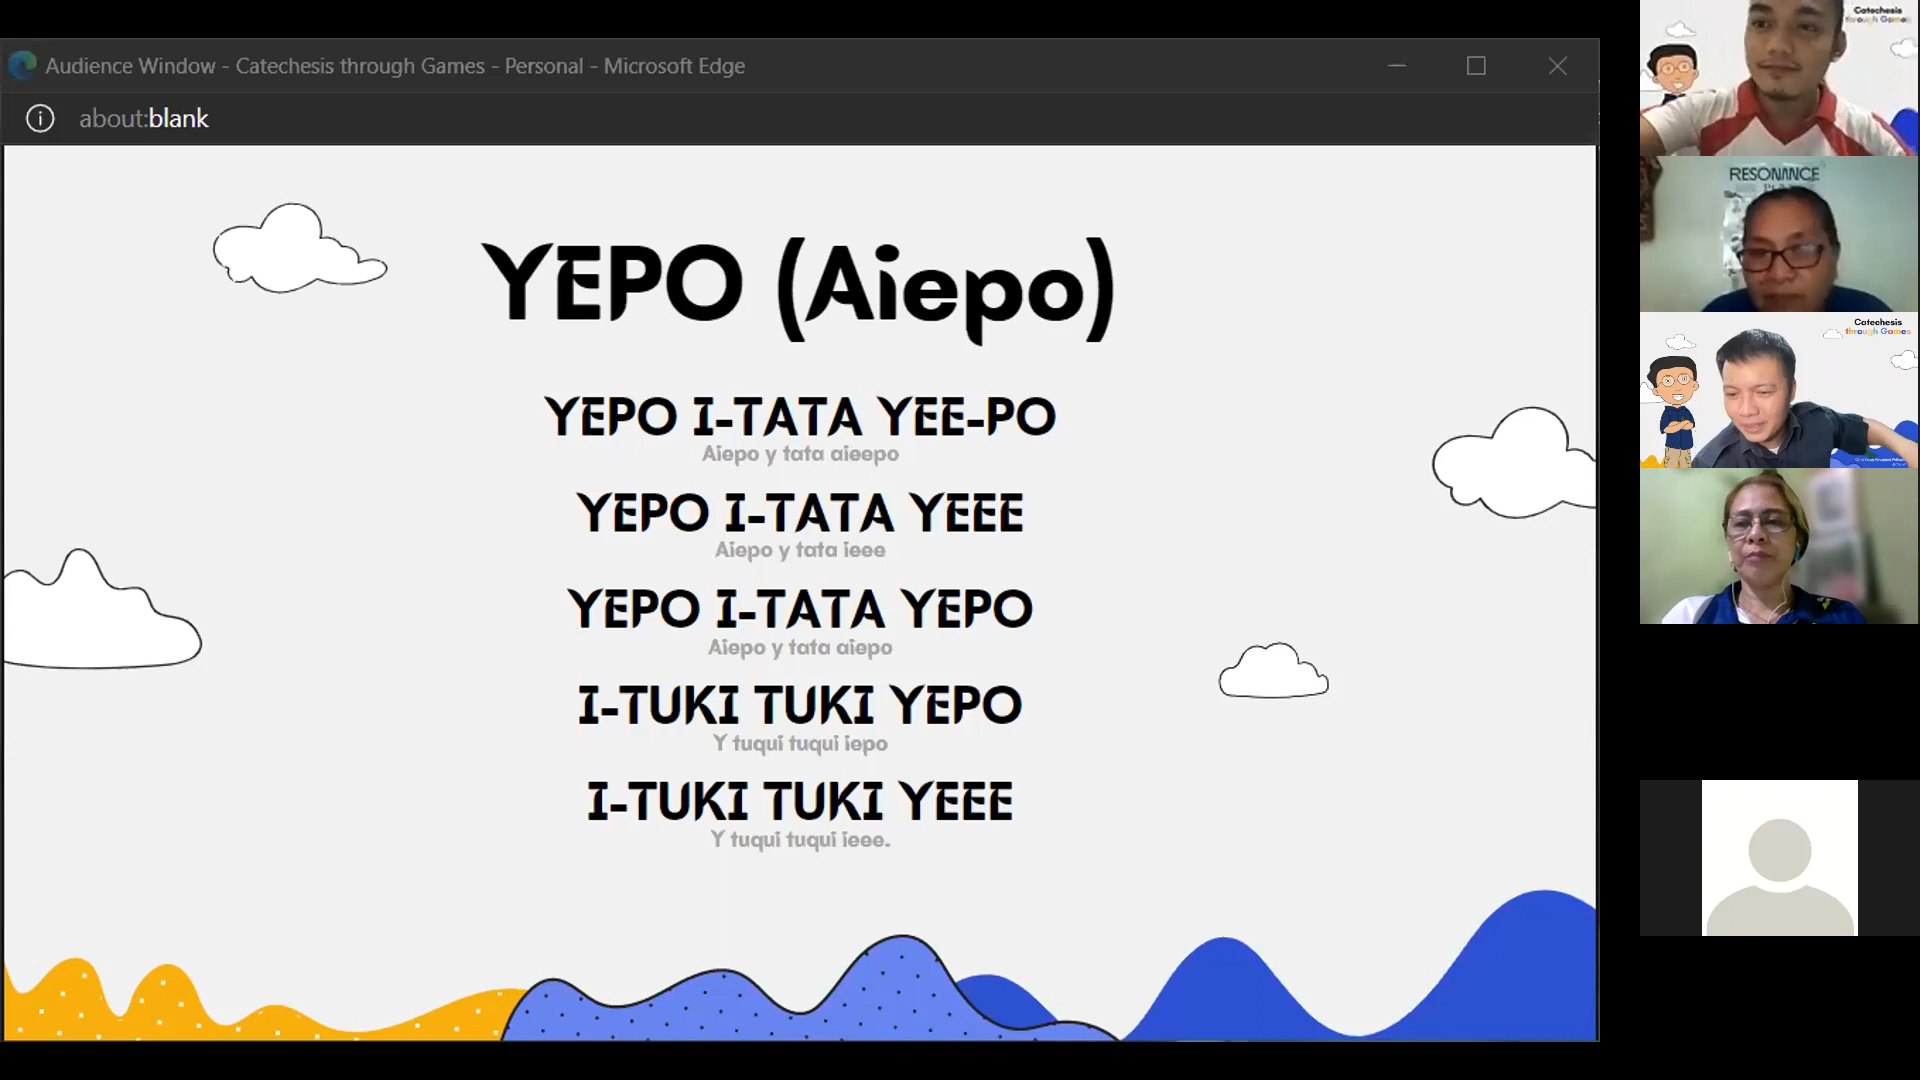 Audience Window - Catechesis through Games - Personal - Microsoft Edge
about:blank
YEPO (Aiepo)
YEPO I-TATA YEE-PO
Aiepo y tata aieepo
YEPO I-TATA YEEE
Aiepo y tata ieee
YEPO I-TATA YEPO
Aiepo y tata aiepo
I-TUKI TUKI YEPO
Y tuqui tuqui iepo
I-TUKI TUKI YEEE
Y tuqui tuqui ieee.
Catechesis
through Games
RESONANCE
Catechesis
through Games